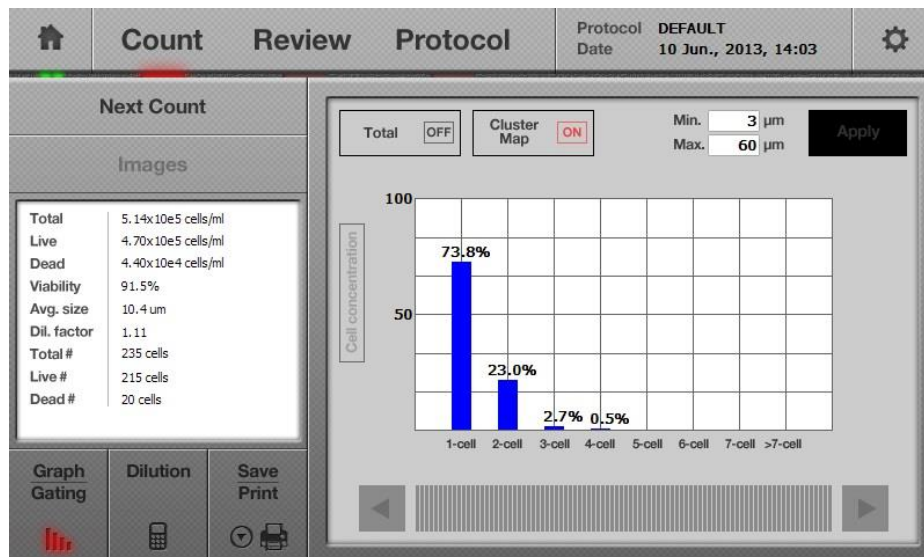 Count Review Protocol
Protocol DEFAULT
Date 10 Jun., 2013, 14:03
Next Count
Images
Total 5.14x10e5 cells/ml
Live 4.70x10e5 cells/ml
Dead 4.40x10e4 cells/ml
Viability 91.5%
Avg. size 10.4 um
Dil. factor 1.11
Total # 235 cells
Live # 215 cells
Dead # 20 cells
Graph
Gating
Dilution
Save
Print
Total OFF
Cluster
Map
ON
Min. 3 µm
Max. 60 µm
Apply
100
50
Cell concentration
73.8%
23.0%
2.7%
0.5%
1-cell 2-cell 3-cell 4-cell 5-cell 6-cell 7-cell >7-cell